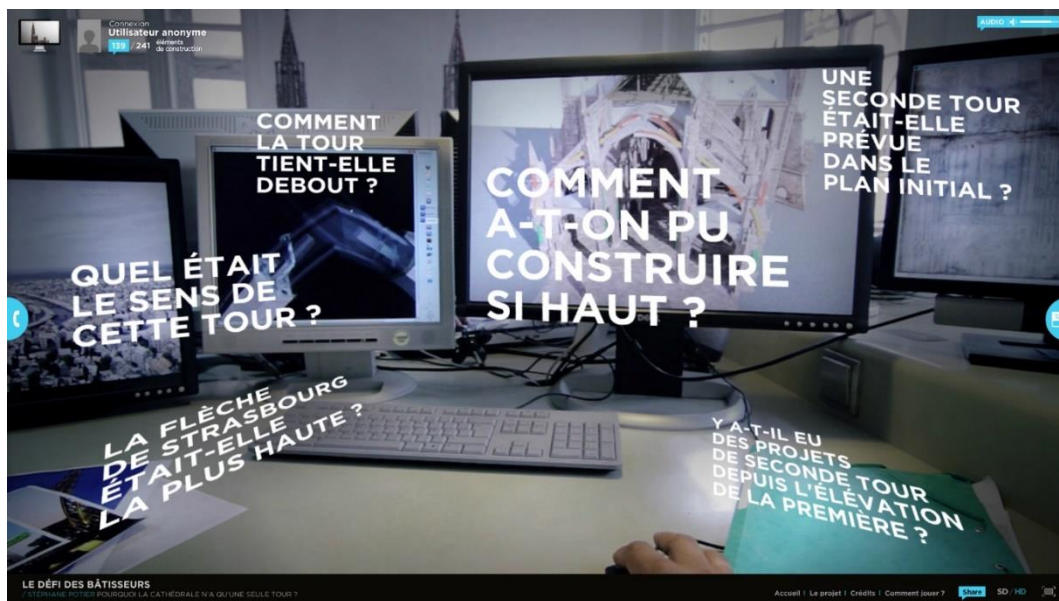 Connexion
Utilisateur anonyme
139 / 241 éléments
de construction
AUDIO
COMMENT
LA TOUR
TIENT-ELLE
DEBOUT ?
UNE
SECONDE TOUR
ÉTAIT-ELLE
PRÉVUE
DANS LE
PLAN INITIAL ?
COMMENT
A-T-ON PU
CONSTRUIRE
SI HAUT ?
QUEL ÉTAIT
LE SENS DE
CETTE TOUR ?
LA FLÈCHE
DE STRASBOURG
ÉTAIT-ELLE
LA PLUS HAUTE ?
Y A-T-IL EU
DES PROJETS
DE SECONDE TOUR
DEPUIS L'ÉLÉVATION
DE LA PREMIÈRE ?
LE DÉFI DES BÂTISSEURS
/ STÉPHANE POTIER POURQUOI LA CATHÉDRALE N'A QU'UNE SEULE TOUR ?
Accueil | Le projet | Crédits | Comment jouer ? Share SD / HD